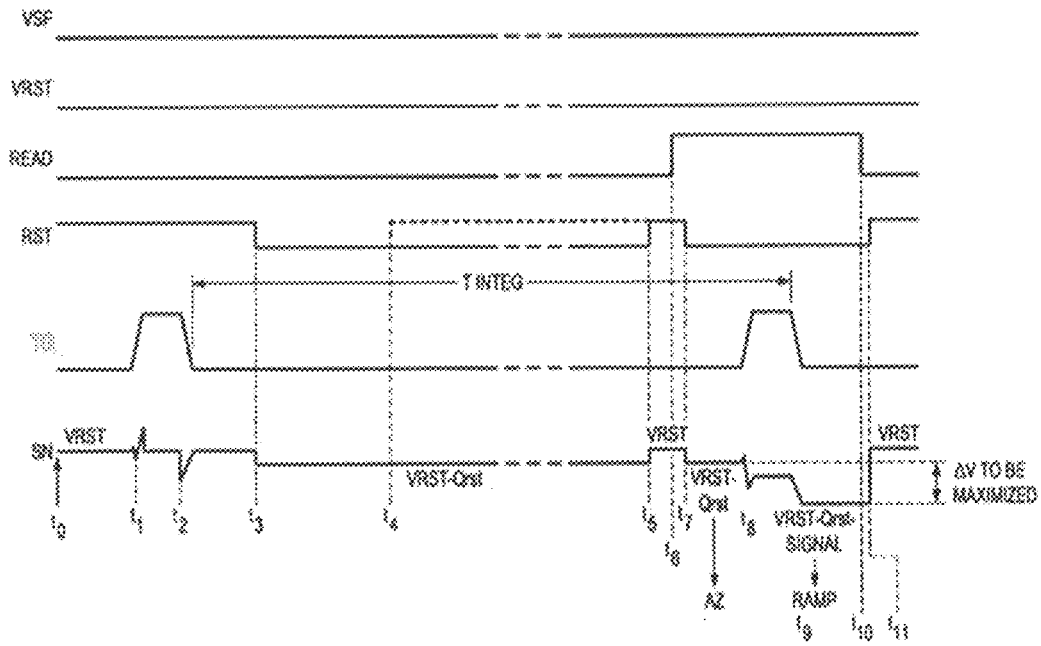 VSF
VRST
READ
RST
T INTEG
TG
SN
VRST
VRST-Qrst
VRST
VRST-
Qrst
VRST
ΔV TO BE
MAXIMIZED
VRST-Qrst-
SIGNAL
AZ
RAMP
t0
t1
t2
t3
t4
t5
t6
t7
t8
t9
t10
t11